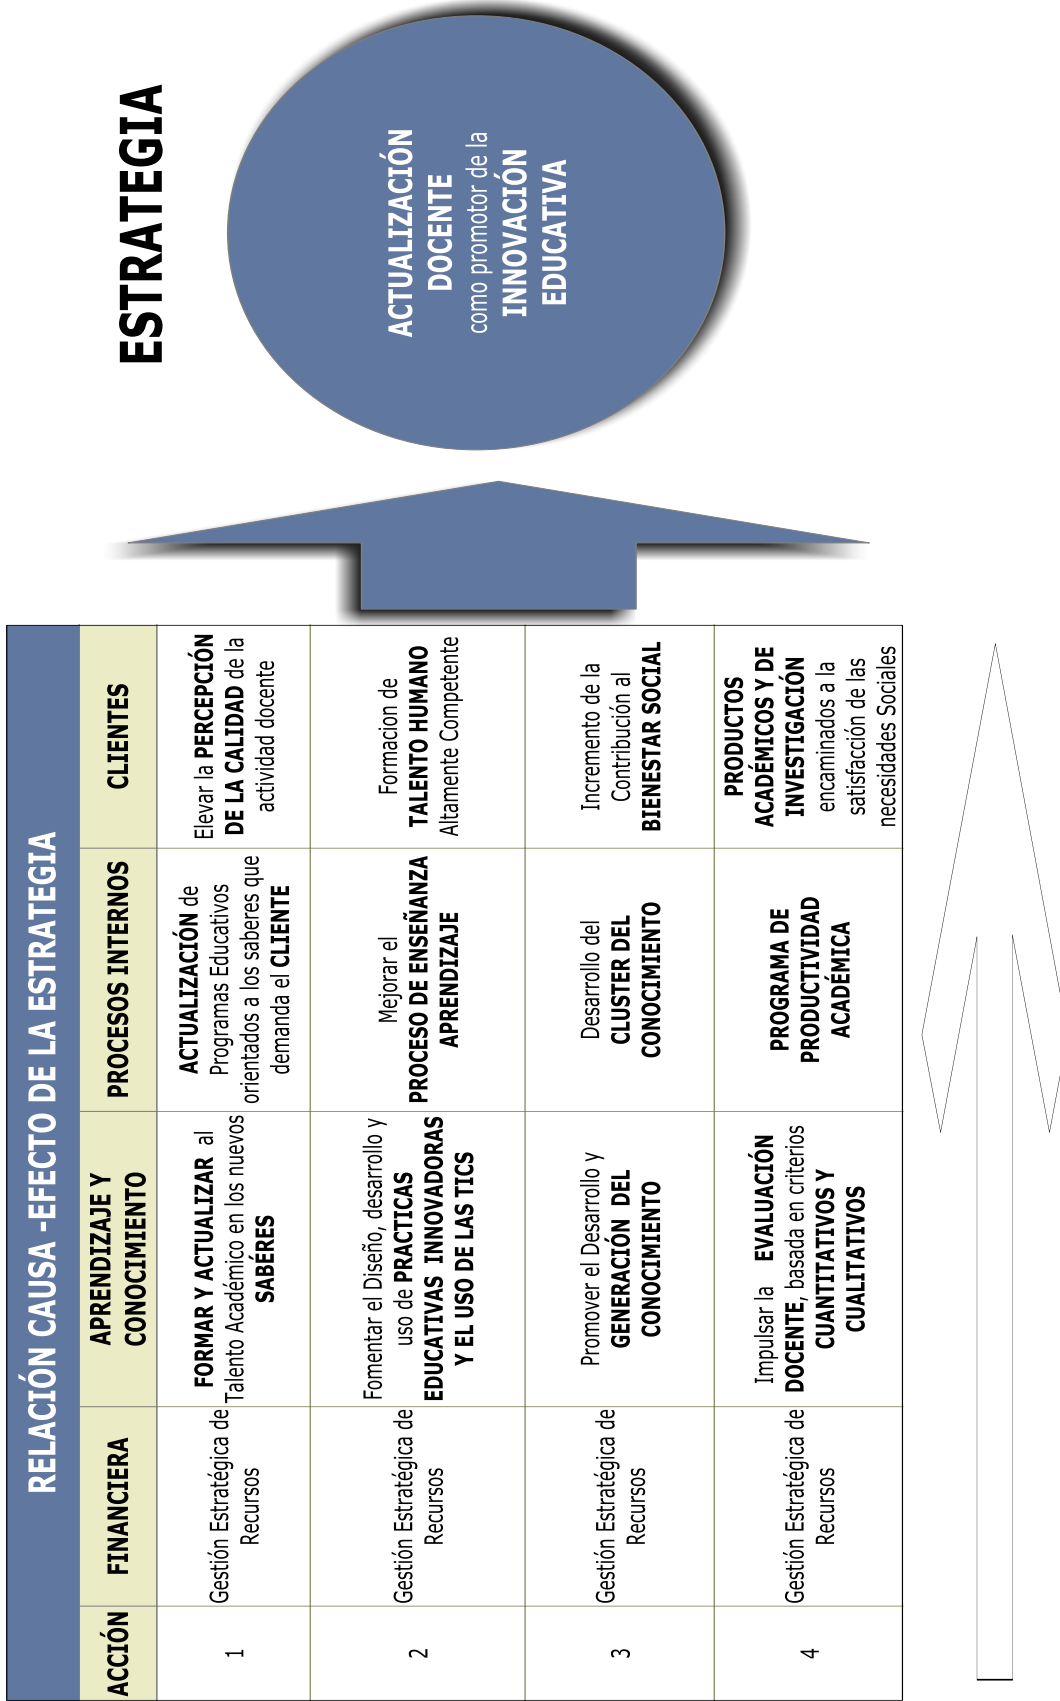 RELACIÓN CAUSA -EFECTO DE LA ESTRATEGIA
ACCIÓN
FINANCIERA
APRENDIZAJE Y
CONOCIMIENTO
PROCESOS INTERNOS
CLIENTES
1
Gestión Estratégica de
Recursos
FORMAR Y ACTUALIZAR al
Talento Académico en los nuevos
SABÉRES
ACTUALIZACIÓN de
Programas Educativos
orientados a los saberes que
demanda el CLIENTE
Elevar la PERCEPCIÓN
DE LA CALIDAD de la
actividad docente
2
Gestión Estratégica de
Recursos
Fomentar el Diseño, desarrollo y
uso de PRACTICAS
EDUCATIVAS INNOVADORAS
Y EL USO DE LAS TICS
Mejorar el
PROCESO DE ENSEÑANZA
APRENDIZAJE
Formacion de
TALENTO HUMANO
Altamente Competente
3
Gestión Estratégica de
Recursos
Promover el Desarrollo y
GENERACIÓN DEL
CONOCIMIENTO
Desarrollo del
CLUSTER DEL
CONOCIMIENTO
Incremento de la
Contribución al
BIENESTAR SOCIAL
4
Gestión Estratégica de
Recursos
Impulsar la EVALUACIÓN
DOCENTE, basada en criterios
CUANTITATIVOS Y
CUALITATIVOS
PROGRAMA DE
PRODUCTIVIDAD
ACADÉMICA
PRODUCTOS
ACADÉMICOS Y DE
INVESTIGACIÓN
encaminados a la
satisfacción de las
necesidades Sociales
ESTRATEGIA
ACTUALIZACIÓN
DOCENTE
como promotor de la
INNOVACIÓN
EDUCATIVA